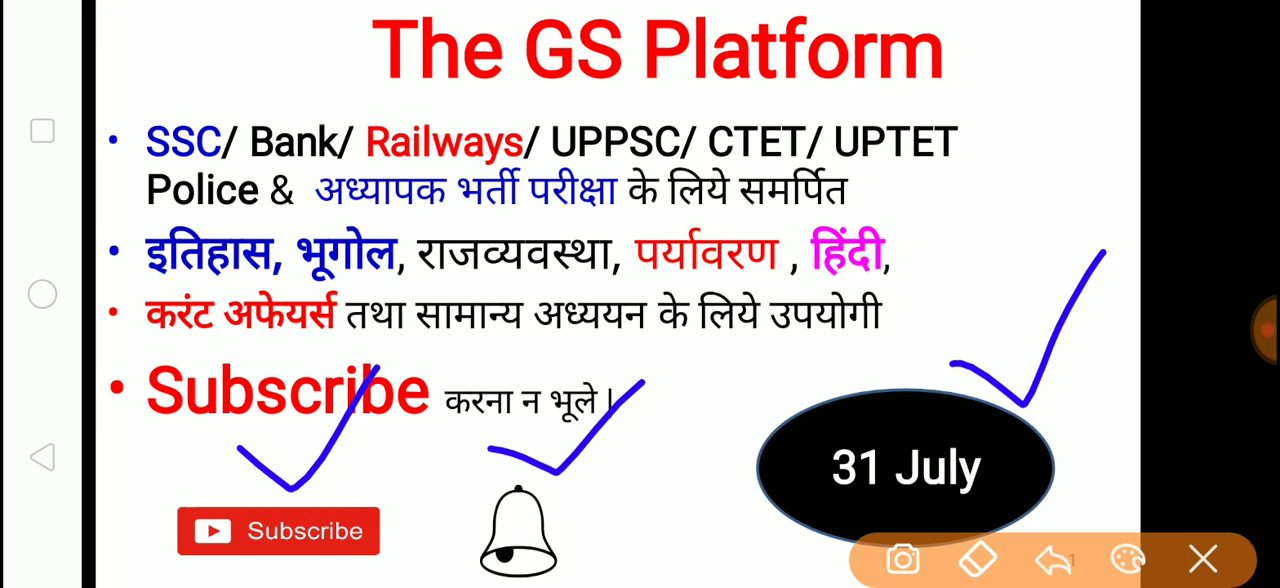 The GS Platform
• SSC/ Bank/ Railways/ UPPSC/ CTET/ UPTET
Police & अध्यापक भर्ती परीक्षा के लिये समर्पित
• इतिहास, भूगोल, राजव्यवस्था, पर्यावरण , हिंदी,
• करंट अफेयर्स तथा सामान्य अध्ययन के लिये उपयोगी
• Subscribe करना न भूले |
31 July
Subscribe
1